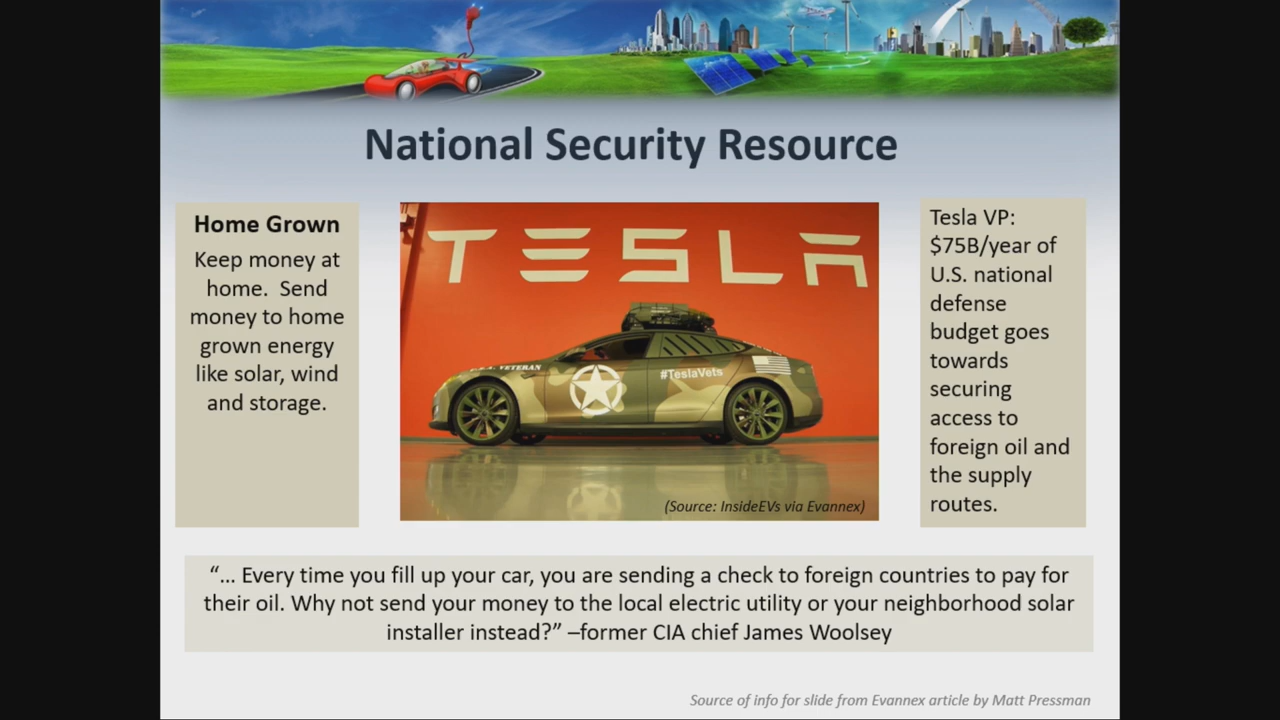 National Security Resource
Home Grown
Keep money at
home.  Send
money to home
grown energy
like solar, wind
and storage.
TESLA
VETERAN
#TeslaVets
(Source: InsideEVs via Evannex)
Tesla VP:
$75B/year of
U.S. national
defense
budget goes
towards
securing
access to
foreign oil and
the supply
routes.
“... Every time you fill up your car, you are sending a check to foreign countries to pay for
their oil. Why not send your money to the local electric utility or your neighborhood solar
installer instead?” –former CIA chief James Woolsey
Source of info for slide from Evannex article by Matt Pressman